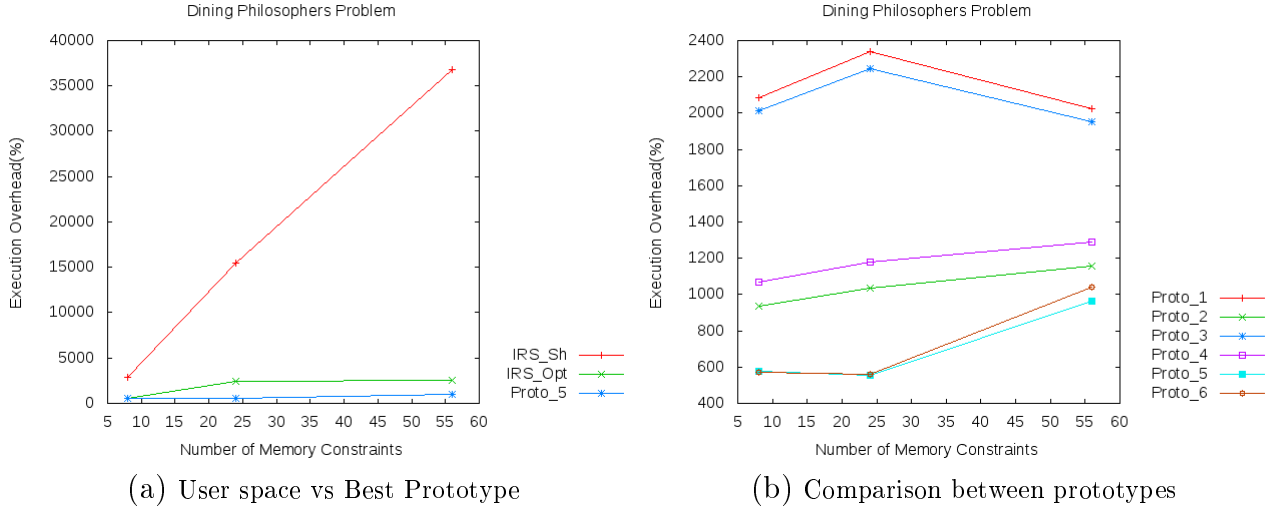 Dining Philosophers Problem
40000
35000
30000
25000
20000
15000
10000
5000
0
5 10 15 20 25 30 35 40 45 50 55 60
Execution Overhead(%)
Number of Memory Constraints
IRS_Sh
IRS_Opt
Proto_5
(a) User space vs Best Prototype
Dining Philosophers Problem
2400
2200
2000
1800
1600
1400
1200
1000
800
600
400
5 10 15 20 25 30 35 40 45 50 55 60
Execution Overhead(%)
Number of Memory Constraints
Proto_1
Proto_2
Proto_3
Proto_4
Proto_5
Proto_6
(b) Comparison between prototypes